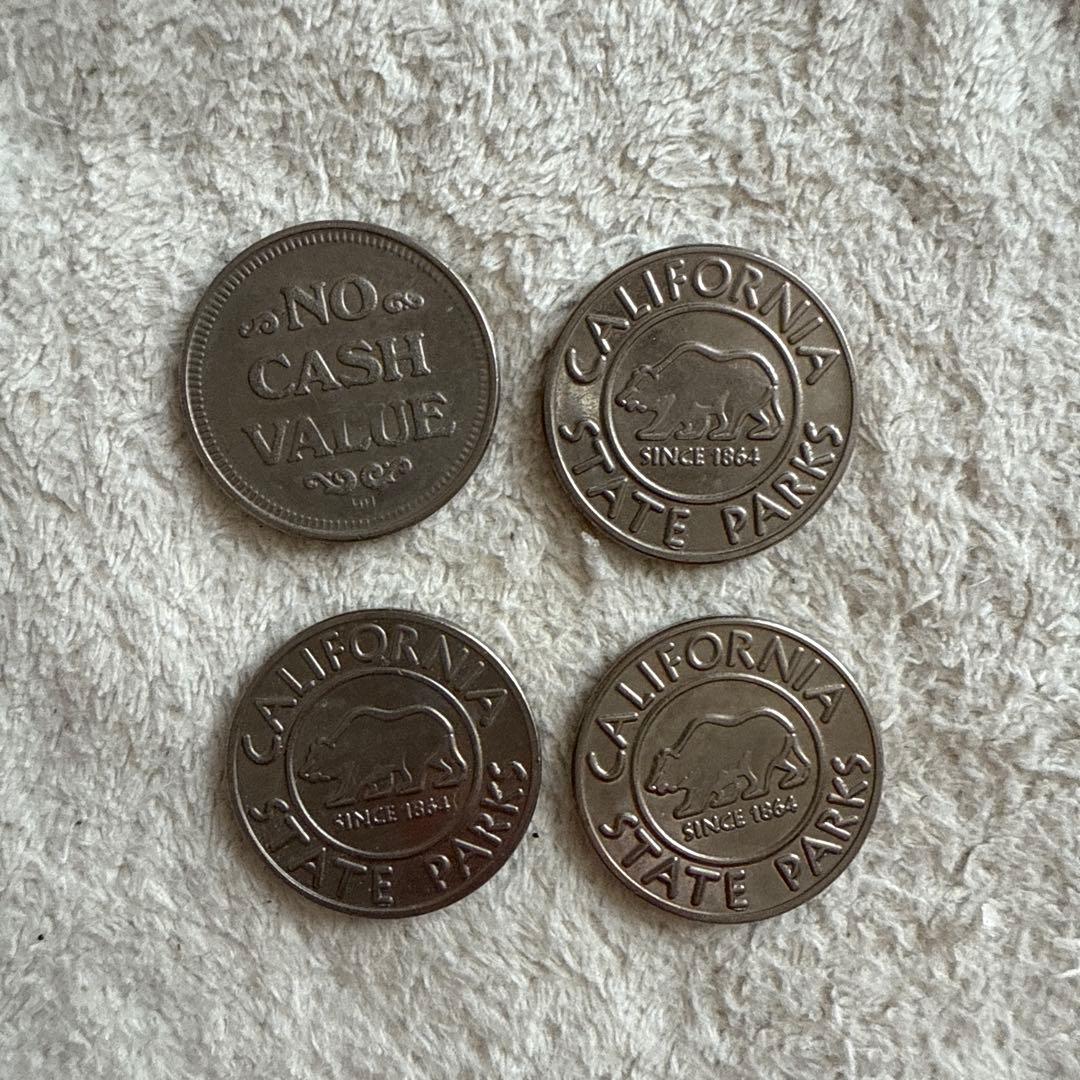 NO
CASH
VALUE
CALIFORNIA
STATE PARKS
SINCE 1864
CALIFORNIA
STATE PARKS
SINCE 1864
CALIFORNIA
STATE PARKS
SINCE 1864